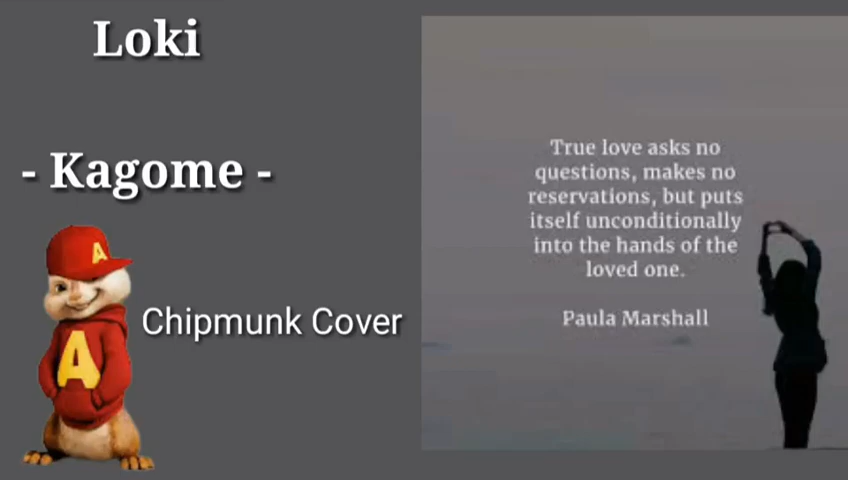 Loki
- Kagome -
A
A
Chipmunk Cover
True love asks no
questions, makes no
reservations, but puts
itself unconditionally
into the hands of the
loved one.
Paula Marshall